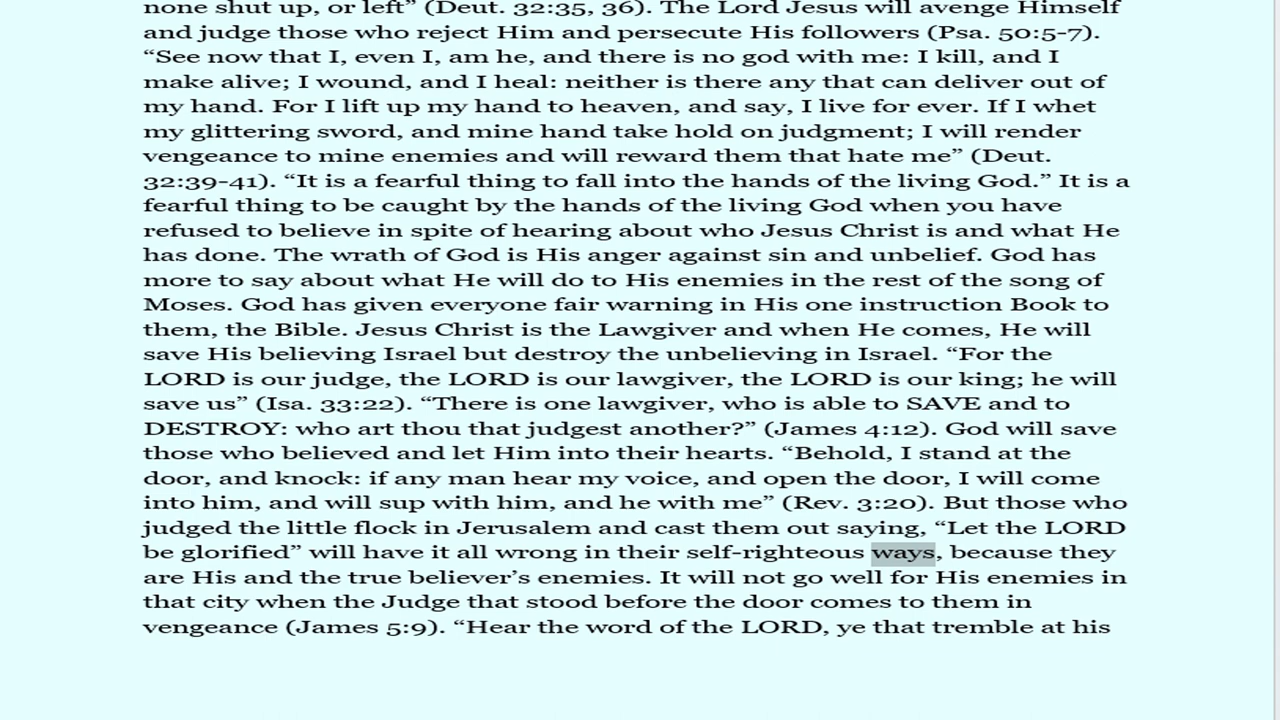 none shut up, or left” (Deut. 32:35, 36). The Lord Jesus will avenge Himself
and judge those who reject Him and persecute His followers (Psa. 50:5-7).
“See now that I, even I, am he, and there is no god with me: I kill, and I
make alive; I wound, and I heal: neither is there any that can deliver out of
my hand. For I lift up my hand to heaven, and say, I live for ever. If I whet
my glittering sword, and mine hand take hold on judgment; I will render
vengeance to mine enemies and will reward them that hate me” (Deut.
32:39-41). “It is a fearful thing to fall into the hands of the living God.” It is a
fearful thing to be caught by the hands of the living God when you have
refused to believe in spite of hearing about who Jesus Christ is and what He
has done. The wrath of God is His anger against sin and unbelief. God has
more to say about what He will do to His enemies in the rest of the song of
Moses. God has given everyone fair warning in His one instruction Book to
them, the Bible. Jesus Christ is the Lawgiver and when He comes, He will
save His believing Israel but destroy the unbelieving in Israel. “For the
LORD is our judge, the LORD is our lawgiver, the LORD is our king; he will
save us” (Isa. 33:22). “There is one lawgiver, who is able to SAVE and to
DESTROY: who art thou that judgest another?” (James 4:12). God will save
those who believed and let Him into their hearts. “Behold, I stand at the
door, and knock: if any man hear my voice, and open the door, I will come
into him, and will sup with him, and he with me” (Rev. 3:20). But those who
judged the little flock in Jerusalem and cast them out saying, “Let the LORD
be glorified” will have it all wrong in their self-righteous ways, because they
are His and the true believer’s enemies. It will not go well for His enemies in
that city when the Judge that stood before the door comes to them in
vengeance (James 5:9). “Hear the word of the LORD, ye that tremble at his